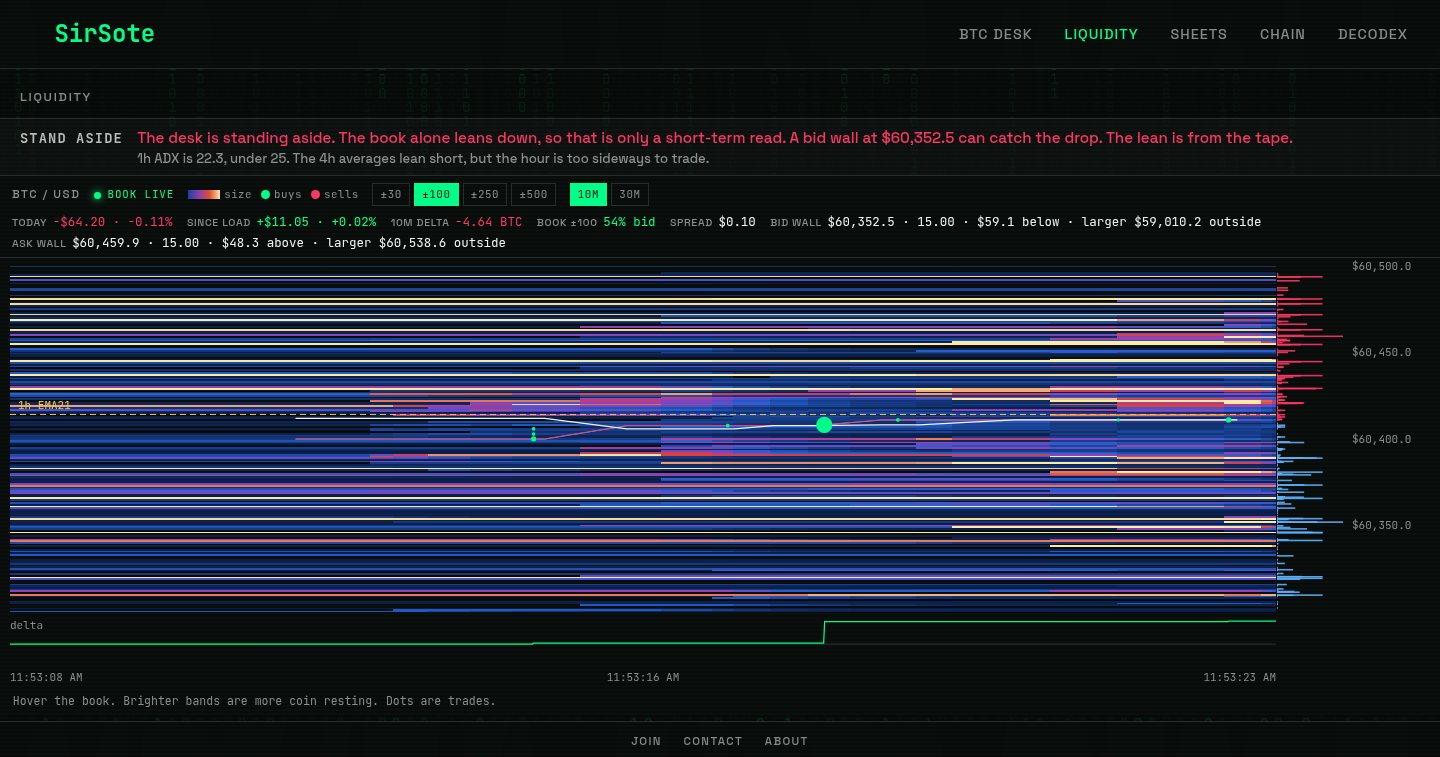 SirSote
BTC DESK LIQUIDITY SHEETS CHAIN DECODEX
LIQUIDITY
STAND ASIDE The desk is standing aside. The book alone leans down, so that is only a short-term read. A bid wall at $60,352.5 can catch the drop. The lean is from the tape.
1h ADX is 22.3, under 25. The 4h averages lean short, but the hour is too sideways to trade.
BTC / USD BOOK LIVE size buys sells ±30 ±100 ±250 ±500 10M 30M
TODAY -$64.20 · -0.11% SINCE LOAD +$11.05 · +0.02% 10M DELTA -4.64 BTC BOOK ±100 54% bid SPREAD $0.10 BID WALL $60,352.5 · 15.00 · $59.1 below · larger $59,010.2 outside
ASK WALL $60,459.9 · 15.00 · $48.3 above · larger $60,538.6 outside
$60,500.0
$60,450.0
1h EMA21
$60,400.0
$60,350.0
delta
11:53:08 AM 11:53:16 AM 11:53:23 AM
Hover the book. Brighter bands are more coin resting. Dots are trades.
JOIN CONTACT ABOUT